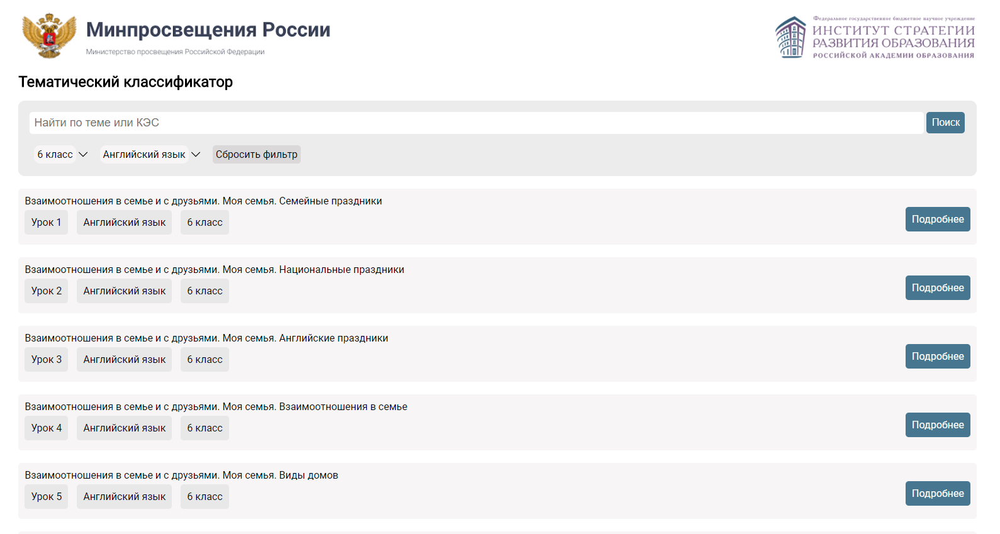 Минпросвещения России
Министерство просвещения Российской Федерации
Федеральное государственное бюджетное научное учреждение
ИНСТИТУТ СТРАТЕГИИ
РАЗВИТИЯ ОБРАЗОВАНИЯ
РОССИЙСКОЙ АКАДЕМИИ ОБРАЗОВАНИЯ
Тематический классификатор
Найти по теме или КЭС
Поиск
6 класс Английский язык Сбросить фильтр
Взаимоотношения в семье и с друзьями. Моя семья. Семейные праздники
Урок 1 Английский язык 6 класс
Подробнее
Взаимоотношения в семье и с друзьями. Моя семья. Национальные праздники
Урок 2 Английский язык 6 класс
Подробнее
Взаимоотношения в семье и с друзьями. Моя семья. Английские праздники
Урок 3 Английский язык 6 класс
Подробнее
Взаимоотношения в семье и с друзьями. Моя семья. Взаимоотношения в семье
Урок 4 Английский язык 6 класс
Подробнее
Взаимоотношения в семье и с друзьями. Моя семья. Виды домов
Урок 5 Английский язык 6 класс
Подробнее